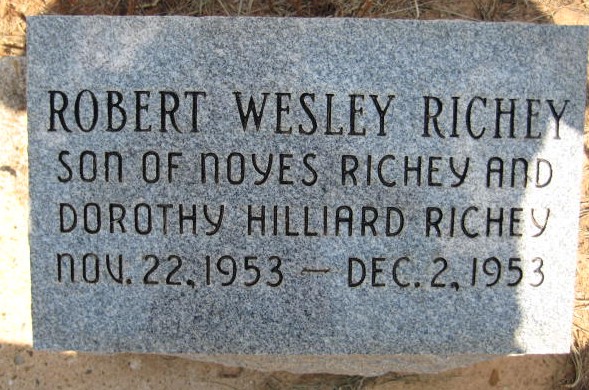 ROBERT WESLEY RICHEY
SON OF NOYES RICHEY AND
DOROTHY HILLIARD RICHEY
NOV. 22, 1953 — DEC. 2, 1953